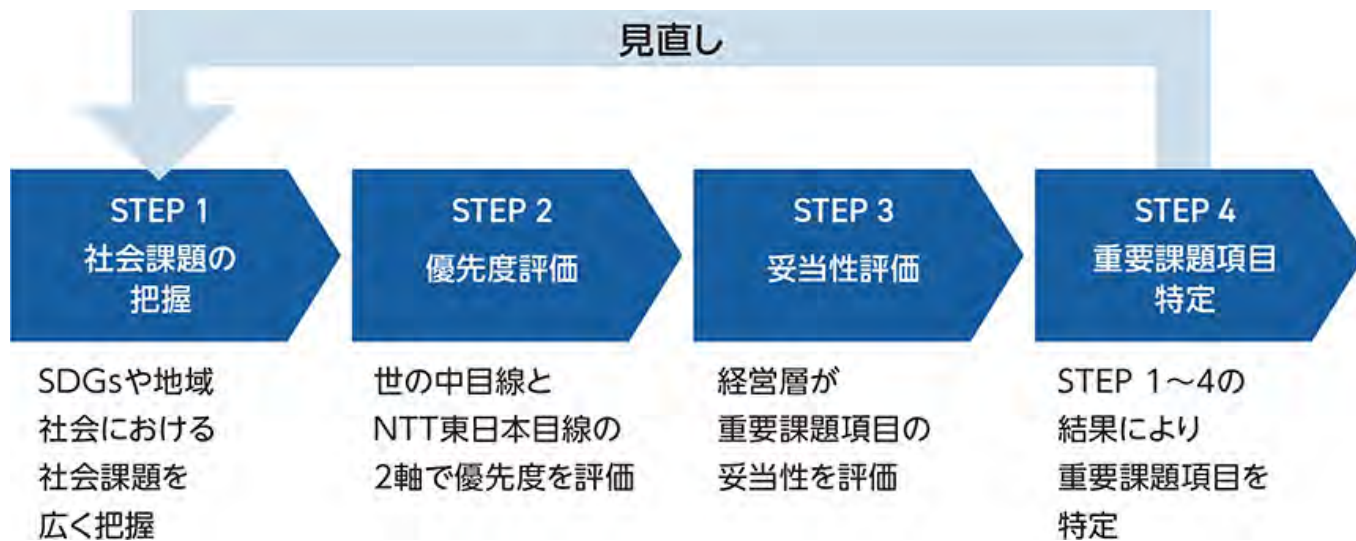 見直し
STEP 1
社会課題の
把握
SDGsや地域
社会における
社会課題を
広く把握
STEP 2
優先度評価
世の中目線と
NTT東日本目線の
2軸で優先度を評価
STEP 3
妥当性評価
経営層が
重要課題項目の
妥当性を評価
STEP 4
重要課題項目
特定
STEP 1～4の
結果により
重要課題項目を
特定